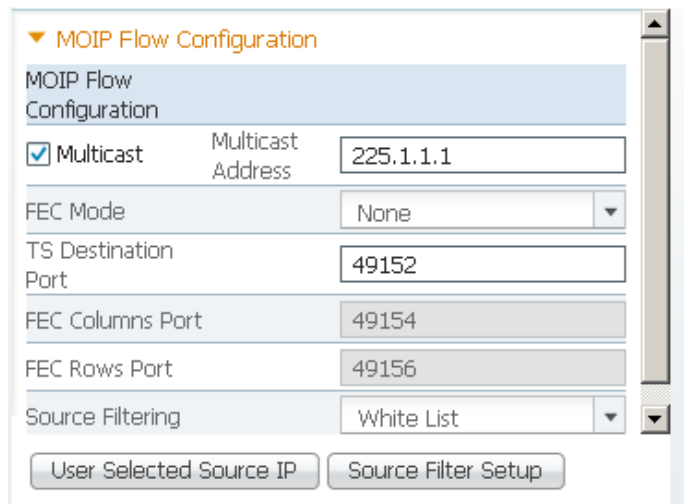 MOIP Flow Configuration
MOIP Flow
Configuration
Multicast
Multicast
Address
225.1.1.1
FEC Mode
None
TS Destination
Port
49152
FEC Columns Port
49154
FEC Rows Port
49156
Source Filtering
White List
User Selected Source IP
Source Filter Setup